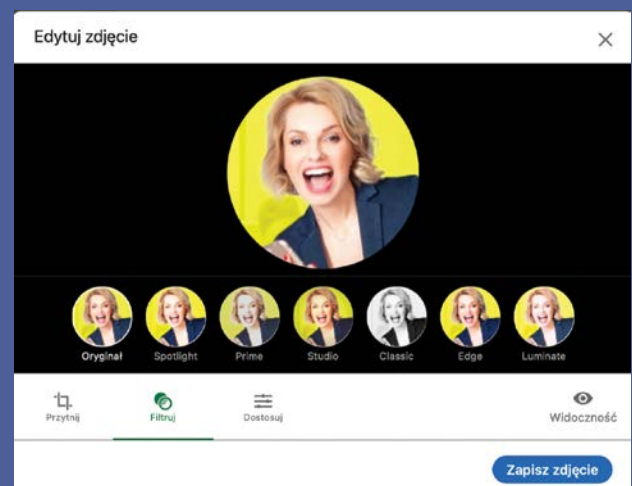 Edytuj zdjęcie
Oryginał Spotlight Prime Studio Classic Edge Luminate
Przytnij Filtruj Dostosuj Widoczność
Zapisz zdjęcie